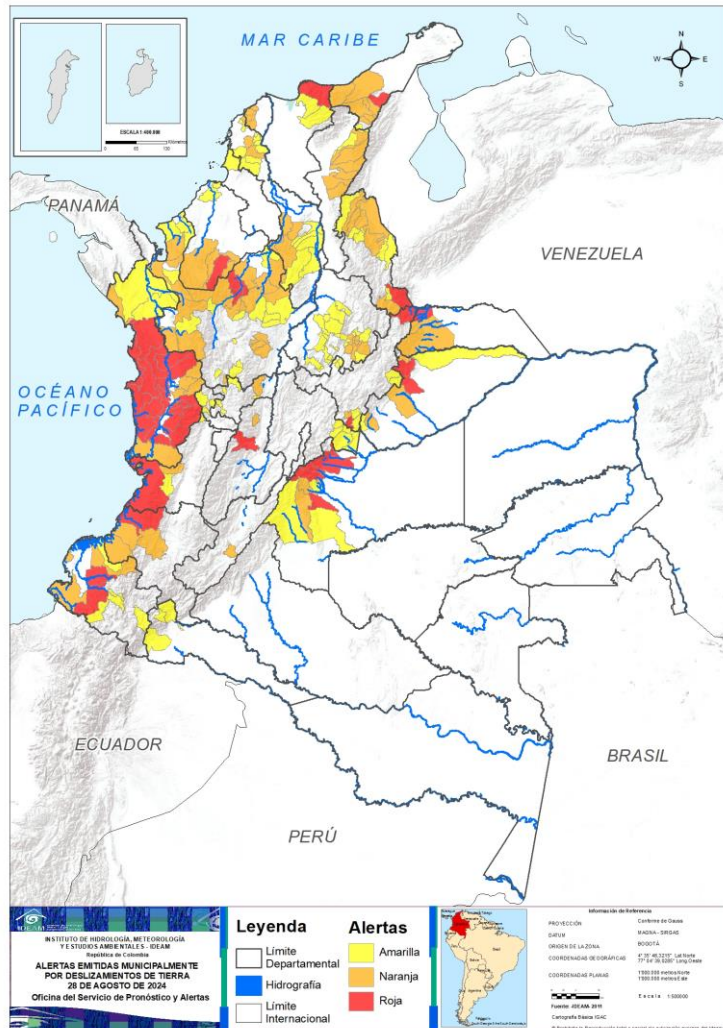 MAR CARIBE
N
W
E
S
ESCALA 1:400.000
PANAMÁ
VENEZUELA
OCÉANO
PACÍFICO
ECUADOR
BRASIL
PERÚ
IDEAM
INSTITUTO DE HIDROLOGÍA, METEOROLOGÍA
Y ESTUDIOS AMBIENTALES - IDEAM
República de Colombia
ALERTAS EMITIDAS MUNICIPALMENTE
POR DESLIZAMIENTOS DE TIERRA
28 DE AGOSTO DE 2024
Oficina del Servicio de Pronóstico y Alertas
Leyenda
Límite
Departamental
Hidrografía
Límite
Internacional
Alertas
Amarilla
Naranja
Roja
Información de Referencia
PROYECCIÓN Conforme de Gauss
DATUM MAGNA - SIRGAS
ORIGEN DE LA ZONA BOGOTÁ
COORDENADAS GEOGRÁFICAS
COORDENADAS PLANAS
Escala
Fuente: IDEAM
Cartografía Básica IGAC